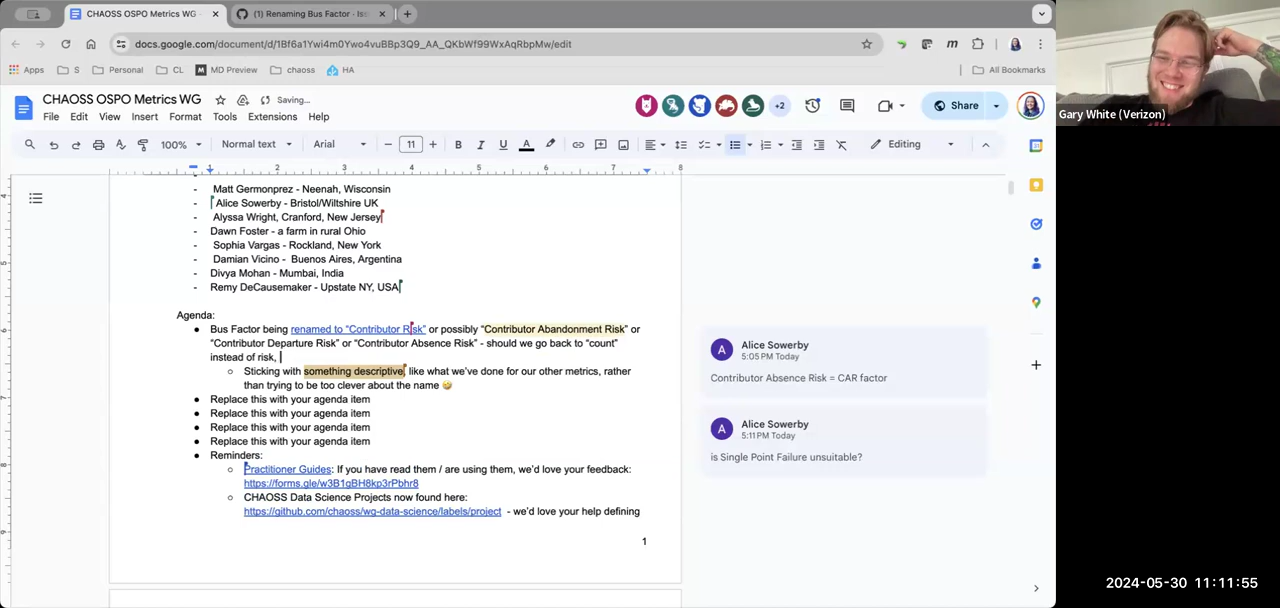 CHAOSS OSPO Metrics WG -
(1) Renaming Bus Factor - Iss
docs.google.com/document/d/1Bf6a1Ywi4m0Ywo4vuBBp3Q9_AA_QKbWf99WxAqRbpMw/edit
Apps
S
Personal
CL
MD Preview
chaoss
HA
All Bookmarks
CHAOSS OSPO Metrics WG
Saving...
File Edit View Insert Format Tools Extensions Help
+2
Share
100%
Normal text
Arial
11
Editing
1 2 3 4 5 6 7 8
- Matt Germonprez - Neenah, Wisconsin
- Alice Sowerby - Bristol/Wiltshire UK
- Alyssa Wright, Cranford, New Jersey
- Dawn Foster - a farm in rural Ohio
- Sophia Vargas - Rockland, New York
- Damian Vicino - Buenos Aires, Argentina
- Divya Mohan - Mumbai, India
- Remy DeCausemaker - Upstate NY, USA
Agenda:
● Bus Factor being renamed to “Contributor Risk” or possibly “Contributor Abandonment Risk” or
“Contributor Departure Risk” or “Contributor Absence Risk” - should we go back to “count”
instead of risk,
○ Sticking with something descriptive, like what we’ve done for our other metrics, rather
than trying to be too clever about the name 🤣
● Replace this with your agenda item
● Replace this with your agenda item
● Replace this with your agenda item
● Replace this with your agenda item
● Reminders:
○ Practitioner Guides: If you have read them / are using them, we’d love your feedback:
https://forms.gle/w3B1gBH8kp3rPbhr8
○ CHAOSS Data Science Projects now found here:
https://github.com/chaoss/wg-data-science/labels/project - we’d love your help defining
1
A
Alice Sowerby
5:05 PM Today
Contributor Absence Risk = CAR factor
A
Alice Sowerby
5:11 PM Today
is Single Point Failure unsuitable?
Gary White (Verizon)
2024-05-30 11:11:55